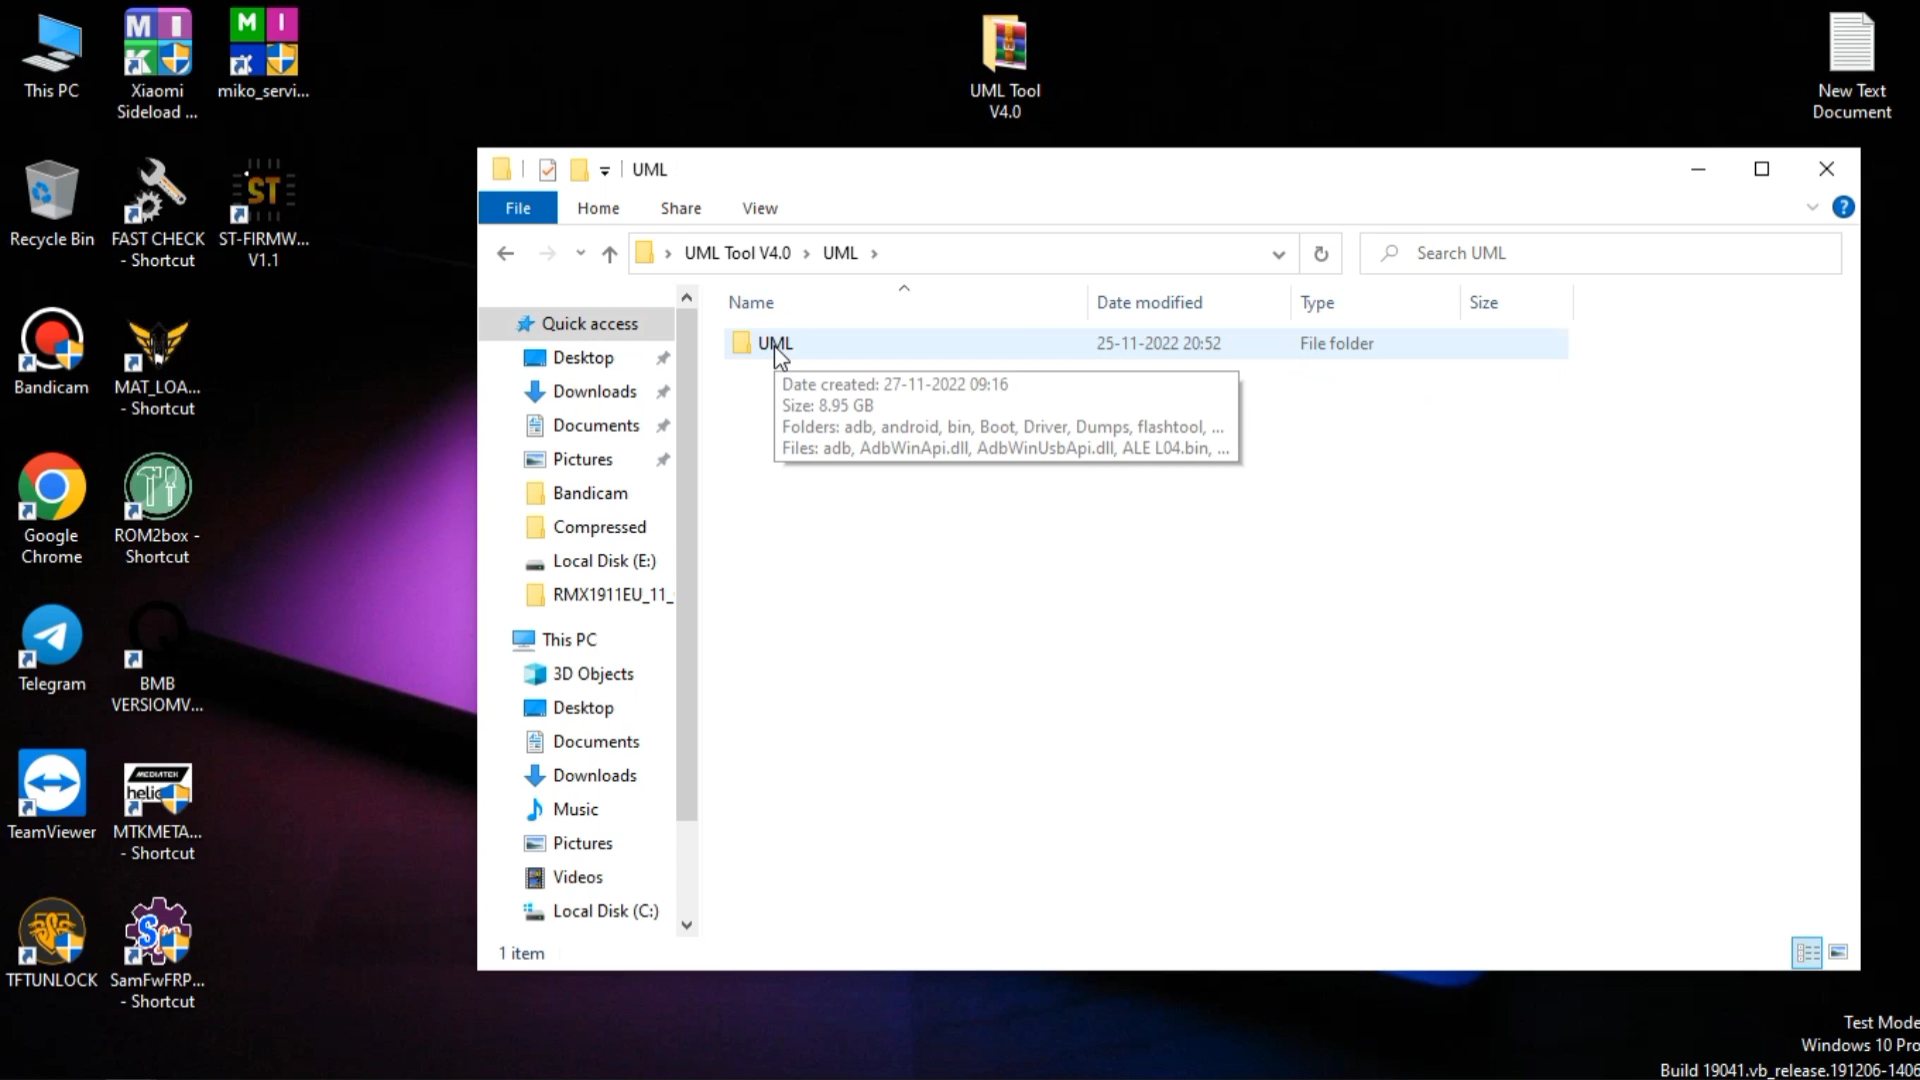 This PC
Xiaomi
Sideload ...
miko_servi...
UML Tool
V4.0
New Text
Document
Recycle Bin
FAST CHECK
- Shortcut
ST
ST-FIRMW...
V1.1
Bandicam
MAT_LOA...
- Shortcut
Google
Chrome
ROM2box -
Shortcut
Telegram
BMB
VERSIOMV...
TeamViewer
MEDIATEK
helio
MTKMETA...
- Shortcut
TFTUNLOCK
SamFwFRP...
- Shortcut
UML
File
Home
Share
View
UML Tool V4.0 > UML >
Search UML
Name
Date modified
Type
Size
Quick access
Desktop
Downloads
Documents
Pictures
Bandicam
Compressed
Local Disk (E:)
RMX1911EU_11_
This PC
3D Objects
Desktop
Documents
Downloads
Music
Pictures
Videos
Local Disk (C:)
UML
25-11-2022 20:52
File folder
Date created: 27-11-2022 09:16
Size: 8.95 GB
Folders: adb, android, bin, Boot, Driver, Dumps, flashtool, ...
Files: adb, AdbWinApi.dll, AdbWinUsbApi.dll, ALE L04.bin, ...
1 item
Test Mode
Windows 10 Pro
Build 19041.vb_release.191206-1406